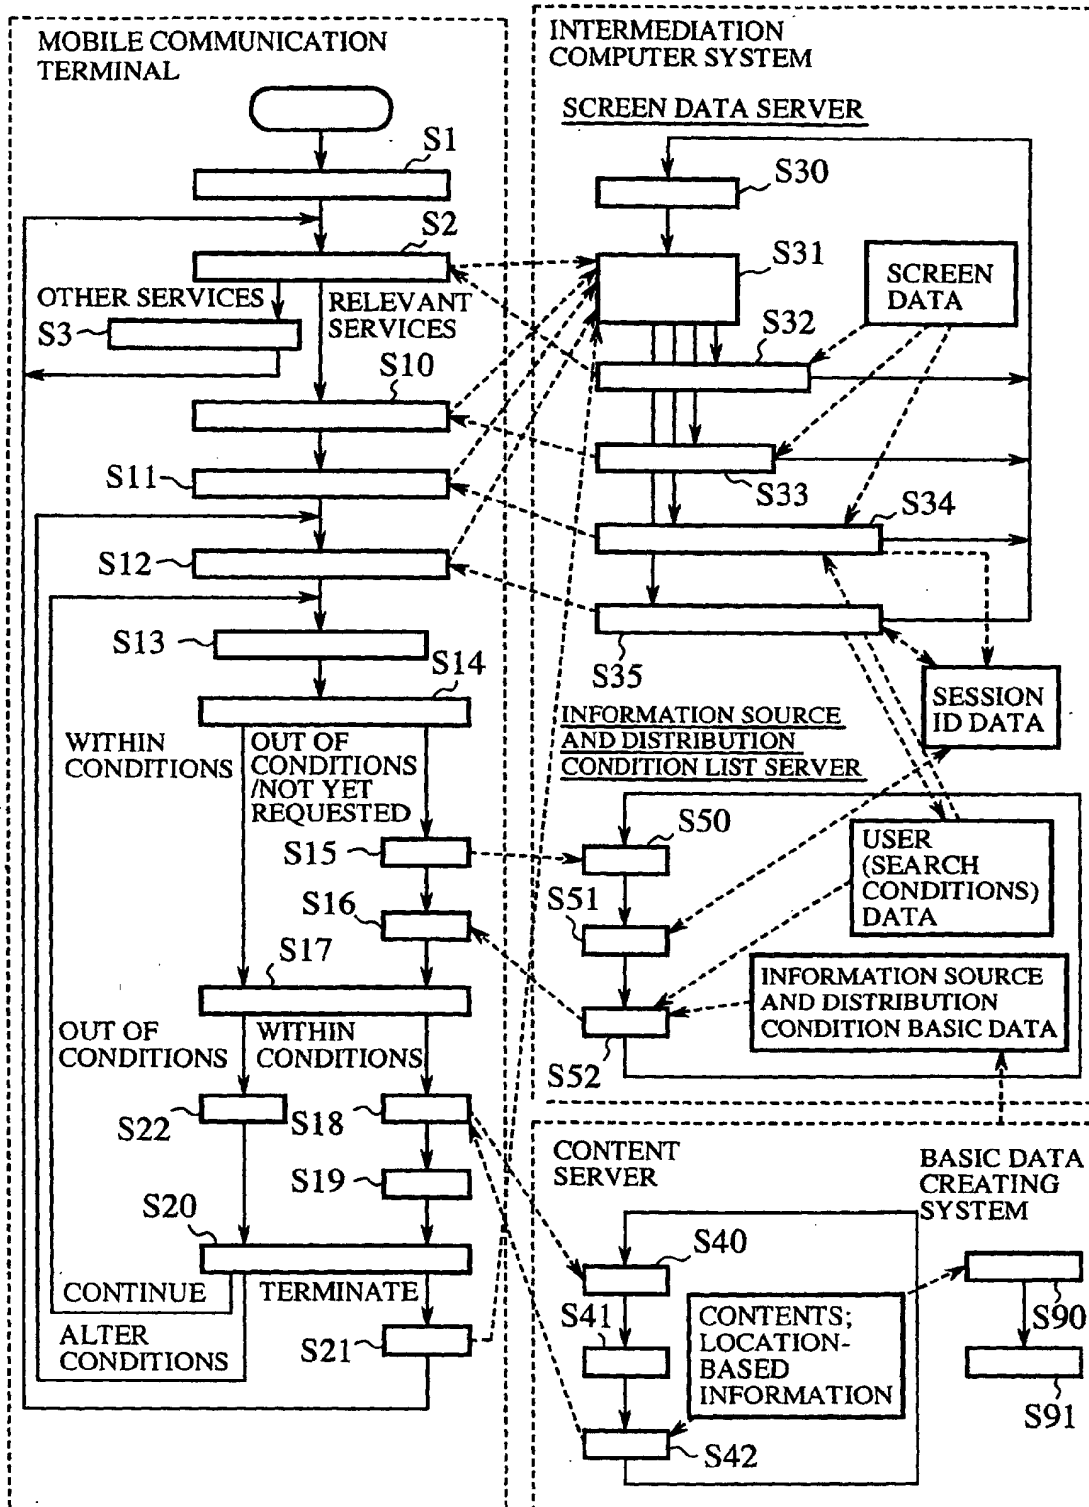 MOBILE COMMUNICATION
TERMINAL
S1
S2
OTHER SERVICES
RELEVANT
SERVICES
S3
S10
S11
S12
S13
S14
WITHIN
CONDITIONS
OUT OF
CONDITIONS
/NOT YET
REQUESTED
S15
S16
S17
OUT OF
CONDITIONS
WITHIN
CONDITIONS
S22
S18
S19
S20
CONTINUE
TERMINATE
ALTER
CONDITIONS
S21
INTERMEDIATION
COMPUTER SYSTEM
SCREEN DATA SERVER
S30
S31
SCREEN
DATA
S32
S33
S34
S35
SESSION
ID DATA
INFORMATION SOURCE
AND DISTRIBUTION
CONDITION LIST SERVER
S50
USER
(SEARCH
CONDITIONS)
DATA
S51
INFORMATION SOURCE
AND DISTRIBUTION
CONDITION BASIC DATA
S52
CONTENT
SERVER
BASIC DATA
CREATING
SYSTEM
S40
S41
CONTENTS;
LOCATION-
BASED
INFORMATION
S42
S90
S91